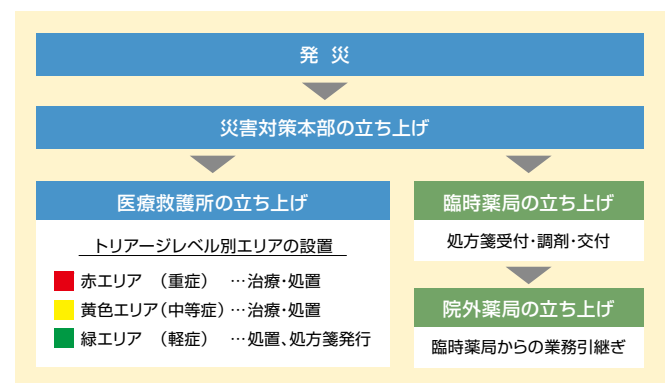 発 災
災害対策本部の立ち上げ
医療救護所の立ち上げ
トリアージレベル別エリアの設置
赤エリア （重症） …治療・処置
黄色エリア（中等症）…治療・処置
緑エリア （軽症） …処置、処方箋発行
臨時薬局の立ち上げ
処方箋受付・調剤・交付
院外薬局の立ち上げ
臨時薬局からの業務引継ぎ